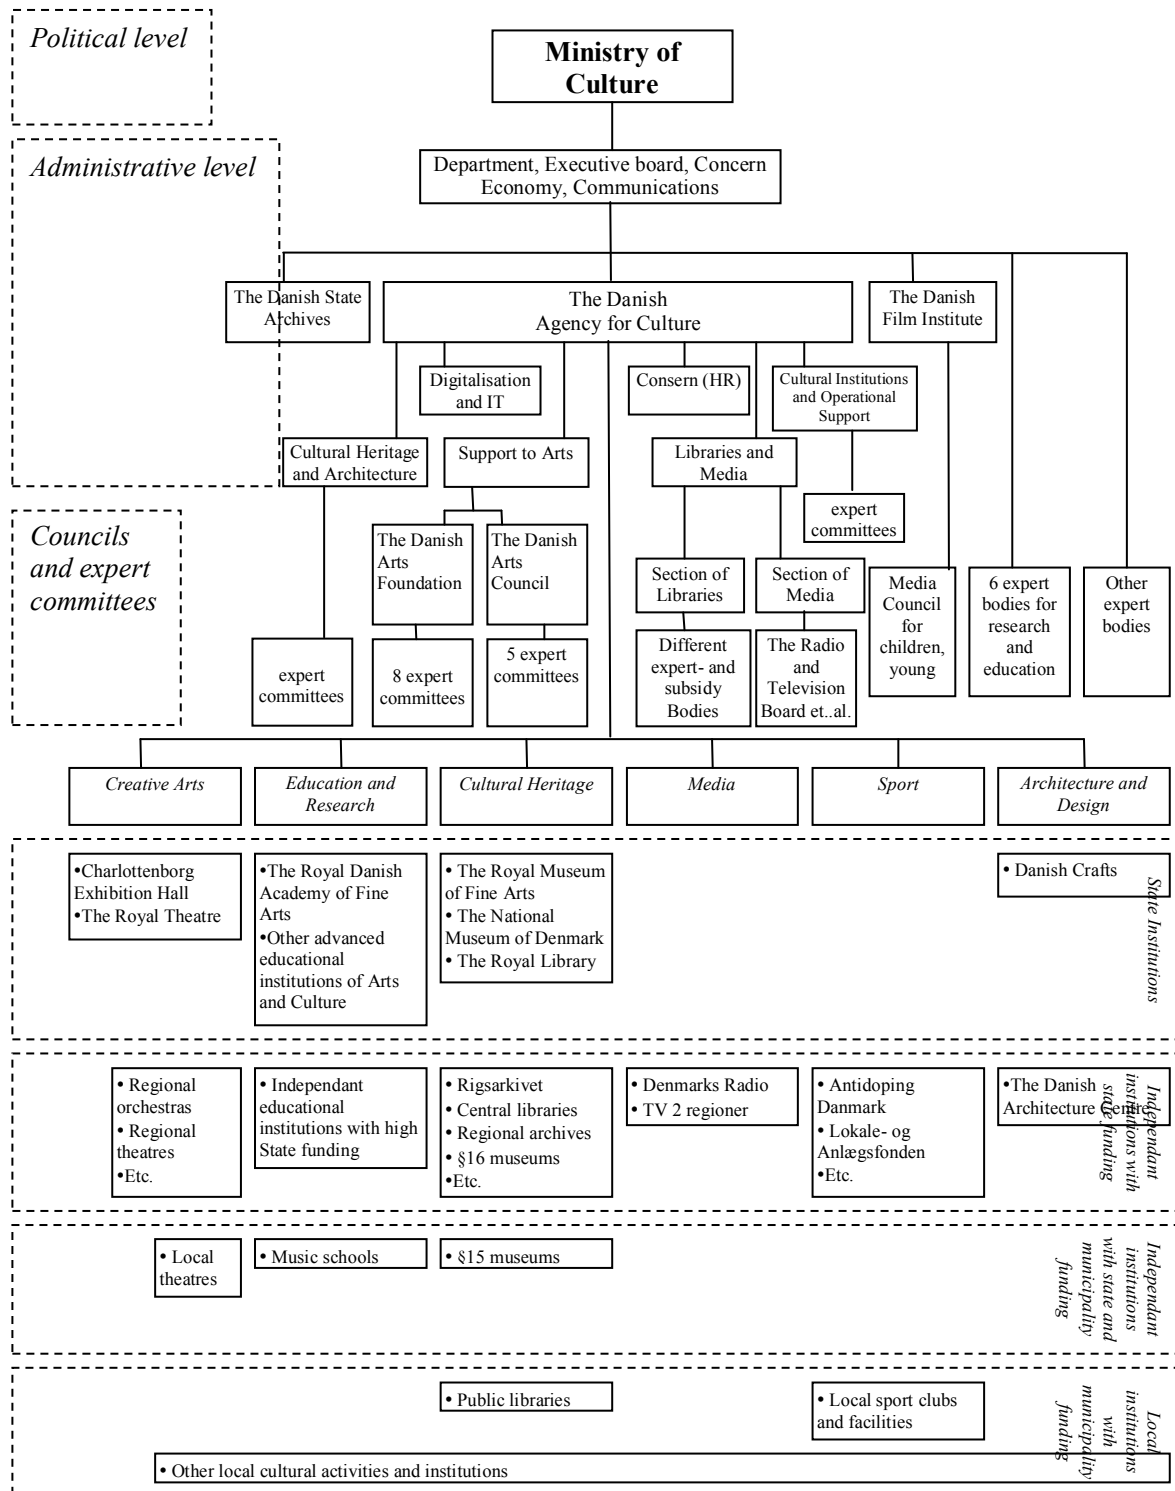 Political level
Ministry of
Culture
Administrative level
Department, Executive board, Concern
Economy, Communications
The Danish State
Archives
The Danish
Agency for Culture
The Danish
Film Institute
Digitalisation
and IT
Consern (HR)
Cultural Institutions
and Operational
Support
Cultural Heritage
and Architecture
Support to Arts
Libraries and
Media
Councils
and expert
committees
expert
committees
The Danish
Arts
Foundation
The Danish
Arts
Council
Section of
Libraries
Section of
Media
Media
Council
for
children,
young
6 expert
bodies for
research
and
education
Other
expert
bodies
expert
committees
8 expert
committees
5 expert
committees
Different
expert- and
subsidy
Bodies
The Radio
and
Television
Board et..al.
Creative Arts
Education and
Research
Cultural Heritage
Media
Sport
Architecture and
Design
•Charlottenborg
Exhibition Hall
•The Royal Theatre
•The Royal Danish
Academy of Fine
Arts
•Other advanced
educational
institutions of Arts
and Culture
• The Royal Museum
of Fine Arts
• The National
Museum of Denmark
• The Royal Library
• Danish Crafts
State Institutions
• Regional
orchestras
• Regional
theatres
•Etc.
• Independant
educational
institutions with high
State funding
• Rigsarkivet
• Central libraries
• Regional archives
• §16 museums
•Etc.
• Denmarks Radio
• TV 2 regioner
• Antidoping
Danmark
• Lokale- og
Anlægsfonden
•Etc.
•The Danish
Architecture Centre
Independant
institutions with
state funding
• Local
theatres
• Music schools
• §15 museums
Independant
institutions
with state and
municipality
funding
• Public libraries
• Local sport clubs
and facilities
• Other local cultural activities and institutions
Local
institutions
with
municipality
funding